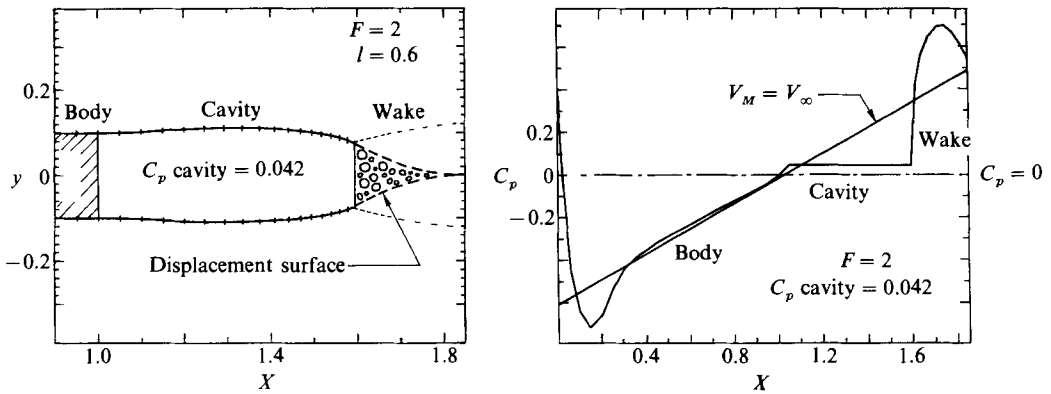 F = 2
l = 0.6
0.2
Body
Cavity
Wake
y
0
C_p cavity = 0.042
Displacement surface
−0.2
1.0
1.4
1.8
X
V_M = V_∞
0.2
Wake
C_p
0
C_p = 0
Cavity
−0.2
Body
F = 2
C_p cavity = 0.042
0.4
0.8
1.2
1.6
X